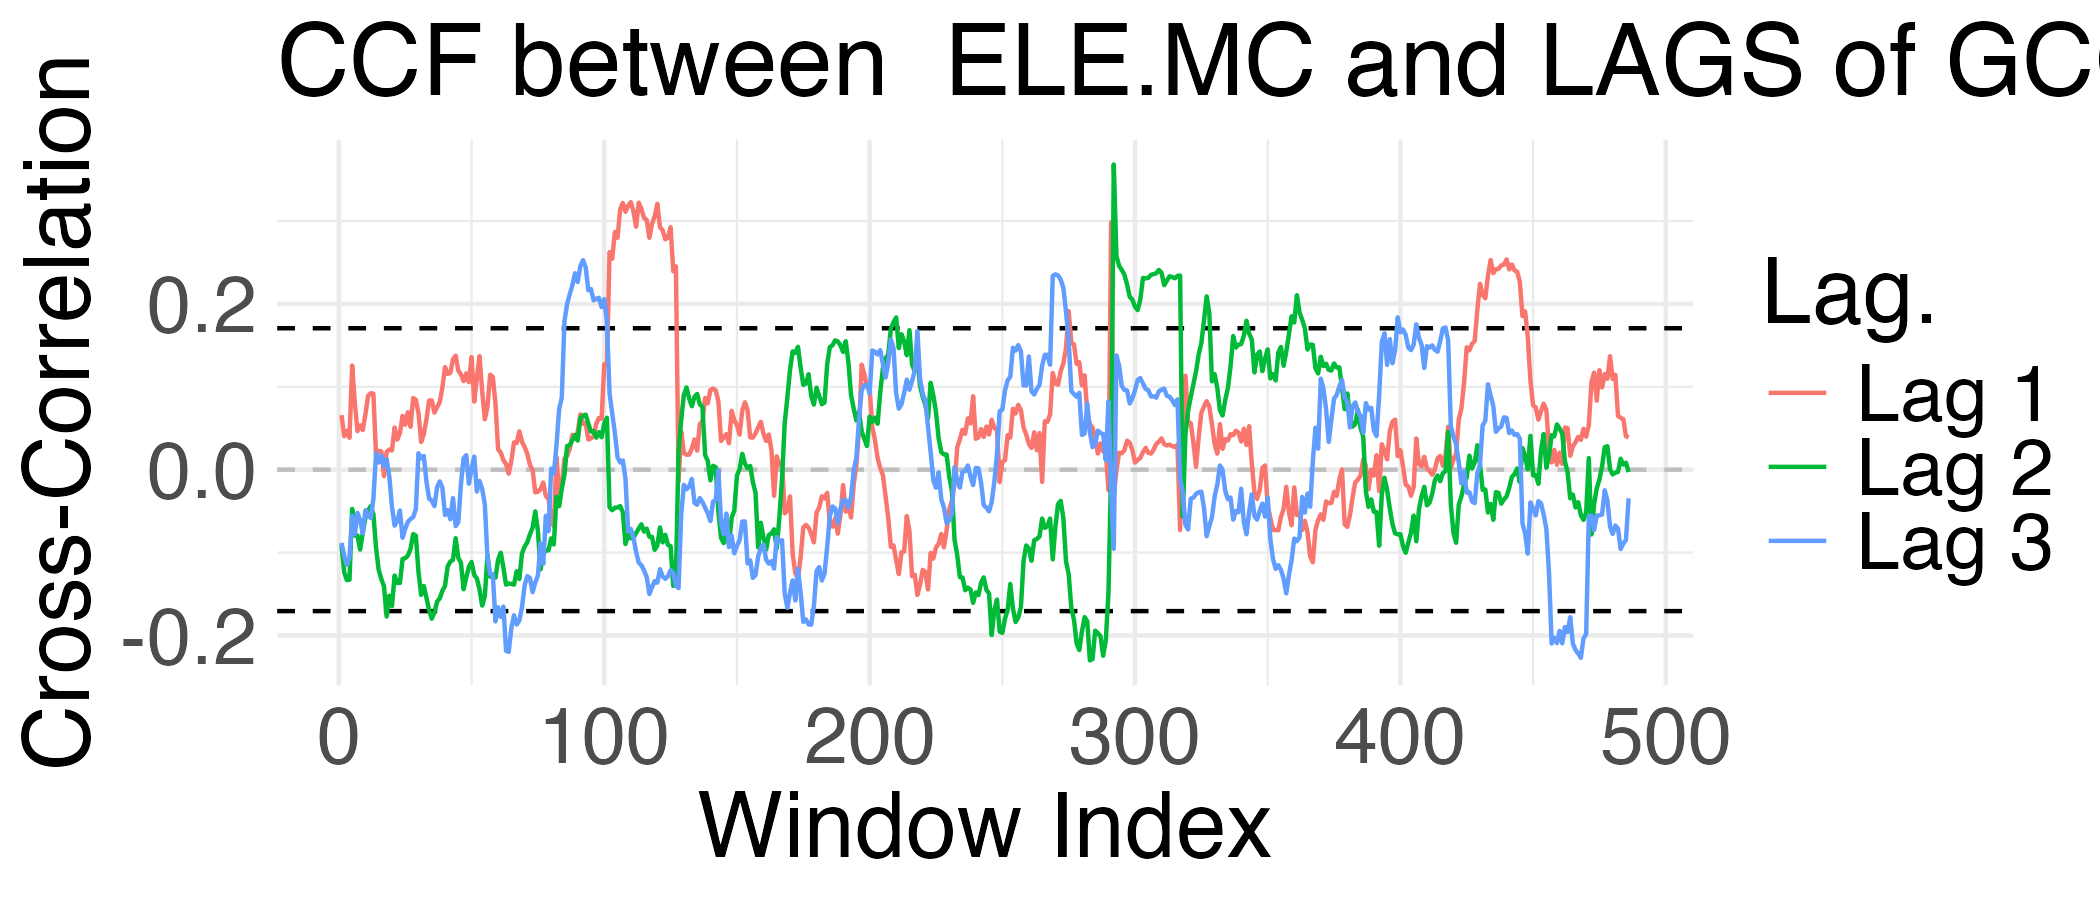 CCF between ELE.MC and LAGS of GC
Cross-Correlation
0.2
0.0
-0.2
0
100
200
300
400
500
Window Index
Lag.
Lag 1
Lag 2
Lag 3